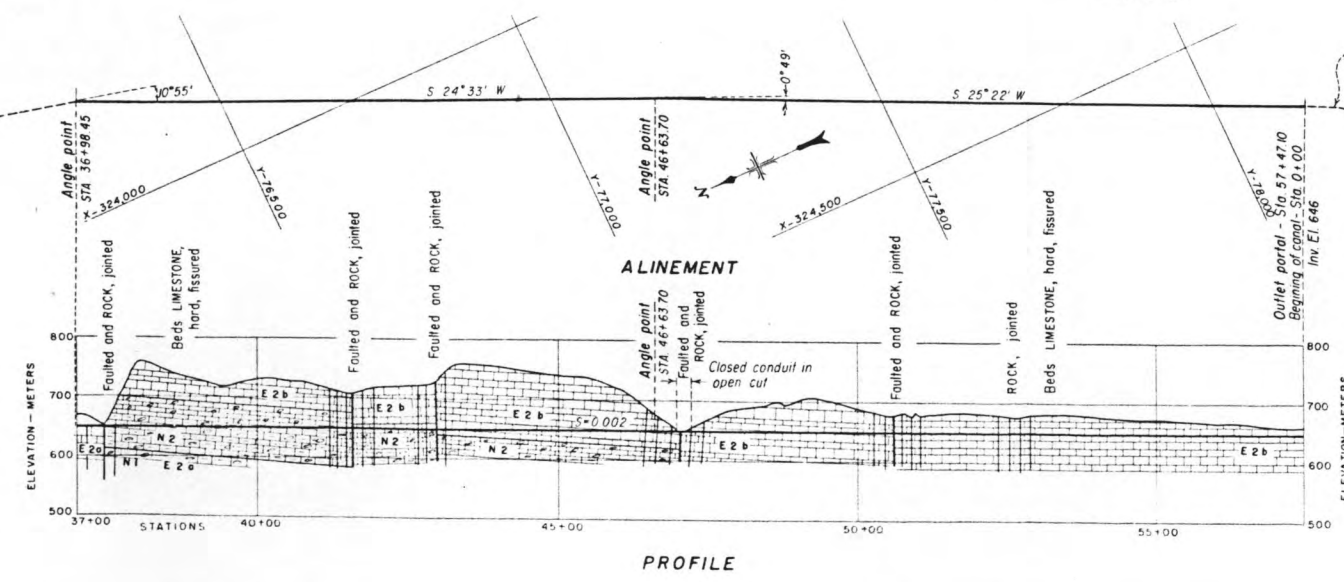 10°55'
S 24°33' W
0°49'
S 25°22' W
Angle point
STA. 36+98.45
X-324,000
Y-76,500
Y-77,000
Angle point
STA. 46+63.70
N
X-324,500
Y-77,500
Y-78,000
Outlet portal - Sta. 57+47.10
Begining of canal - Sta. 0+00
Inv. El. 646
ALINEMENT
Faulted and ROCK, jointed
Beds LIMESTONE,
hard, fissured
Faulted and ROCK, jointed
Faulted and ROCK, jointed
Angle point
STA. 46+63.70
Faulted and
ROCK, jointed
Closed conduit in
open cut
Faulted and ROCK, jointed
ROCK, jointed
Beds LIMESTONE, hard, fissured
ELEVATION - METERS
800
700
600
500
E2a
N1
E2a
E2b
N2
E2b
N2
E2b
N2
S=0.002
E2b
E2b
800
700
600
500
ELEVATION - METERS
37+00
STATIONS
40+00
45+00
50+00
55+00
PROFILE